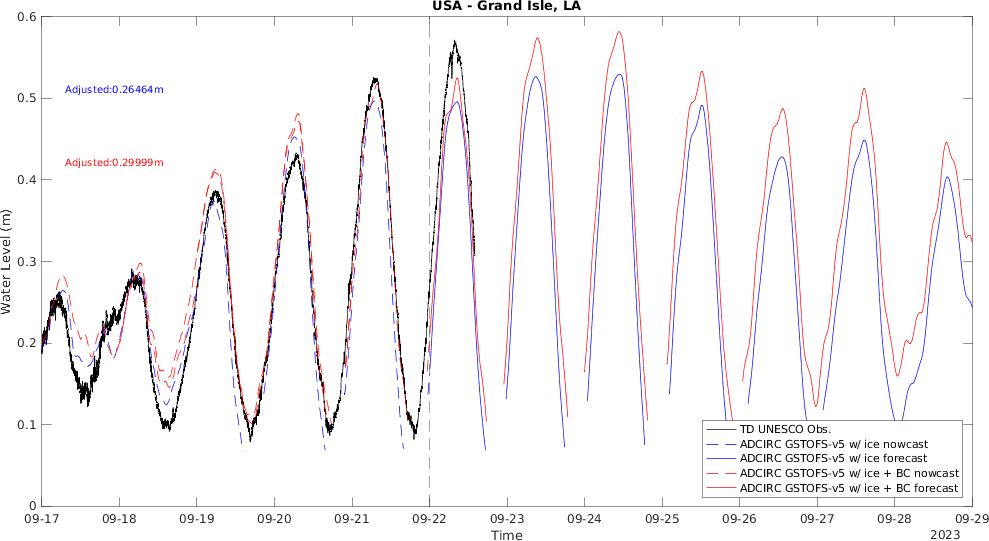 USA - Grand Isle, LA
0.6
0.5
0.4
0.3
0.2
0.1
0
Water Level (m)
Adjusted:0.26464m
Adjusted:0.29999m
TD UNESCO Obs.
ADCIRC GSTOFS-v5 w/ ice nowcast
ADCIRC GSTOFS-v5 w/ ice forecast
ADCIRC GSTOFS-v5 w/ ice + BC nowcast
ADCIRC GSTOFS-v5 w/ ice + BC forecast
09-17 09-18 09-19 09-20 09-21 09-22 09-23 09-24 09-25 09-26 09-27 09-28 09-29
Time
2023